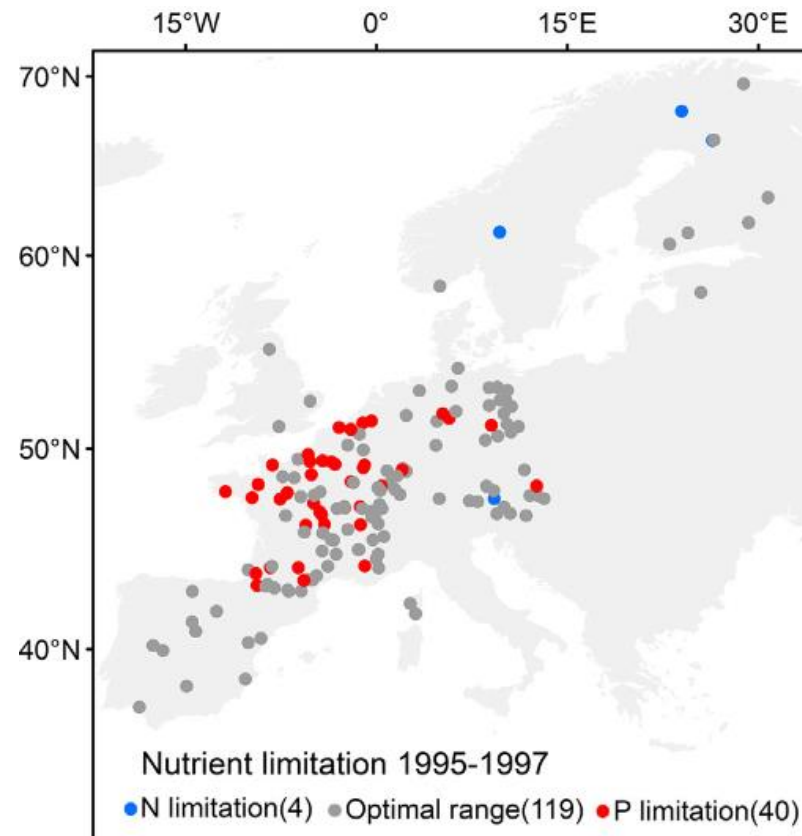 15°W 0° 15°E 30°E
70°N
60°N
50°N
40°N
Nutrient limitation 1995-1997
N limitation(4) Optimal range(119) P limitation(40)